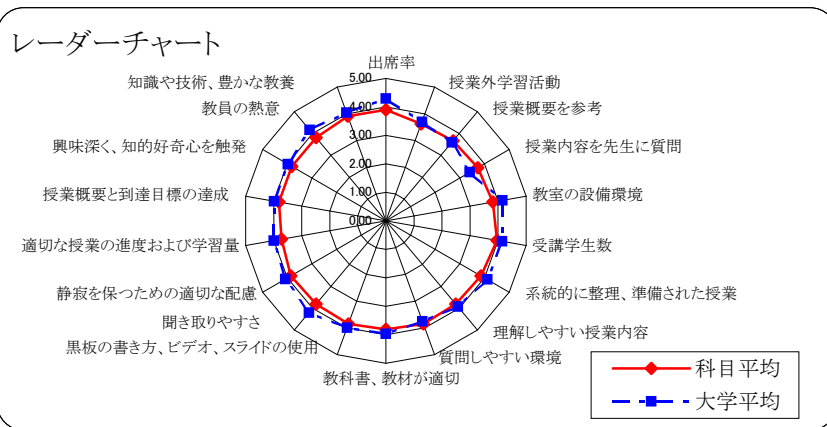 レーダーチャート
出席率
授業外学習活動
授業概要を参考
授業内容を先生に質問
教室の設備環境
受講学生数
系統的に整理、準備された授業
理解しやすい授業内容
質問しやすい環境
教科書、教材が適切
黒板の書き方、ビデオ、スライドの使用
聞き取りやすさ
静寂を保つための適切な配慮
適切な授業の進度および学習量
授業概要と到達目標の達成
興味深く、知的好奇心を触発
教員の熱意
知識や技術、豊かな教養
5.00
4.00
3.00
2.00
1.00
0.00
科目平均
大学平均